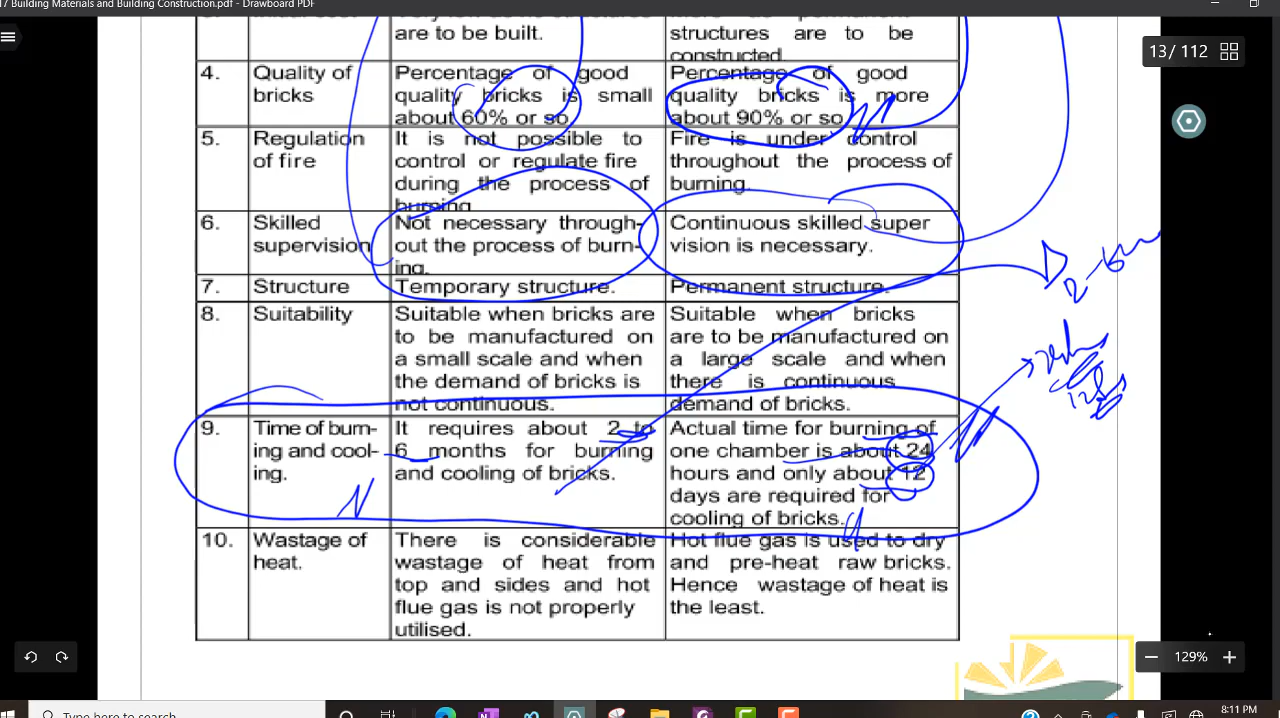 17 Building Materials and Building Construction.pdf - Drawboard PDF
13 / 112
are to be built.
structures are to be
constructed
4. Quality of bricks
Percentage of good
quality bricks is small
about 60% or so
Percentage of good
quality bricks is more
about 90% or so
5. Regulation of fire
It is not possible to
control or regulate fire
during the process of
burning.
Fire is under control
throughout the process of
burning.
6. Skilled supervision
Not necessary through-
out the process of burn-
ing.
Continuous skilled super
vision is necessary.
7. Structure
Temporary structure.
Permanent structure.
8. Suitability
Suitable when bricks are
to be manufactured on
a small scale and when
the demand of bricks is
not continuous.
Suitable when bricks
are to be manufactured on
a large scale and when
there is continuous
demand of bricks.
9. Time of burn-
ing and cool-
ing.
It requires about 2 to
6 months for burning
and cooling of bricks.
Actual time for burning of
one chamber is about 24
hours and only about 12
days are required for
cooling of bricks.
10. Wastage of
heat.
There is considerable
wastage of heat from
top and sides and hot
flue gas is not properly
utilised.
Hot flue gas is used to dry
and pre-heat raw bricks.
Hence wastage of heat is
the least.
129%
Type here to search
8:11 PM